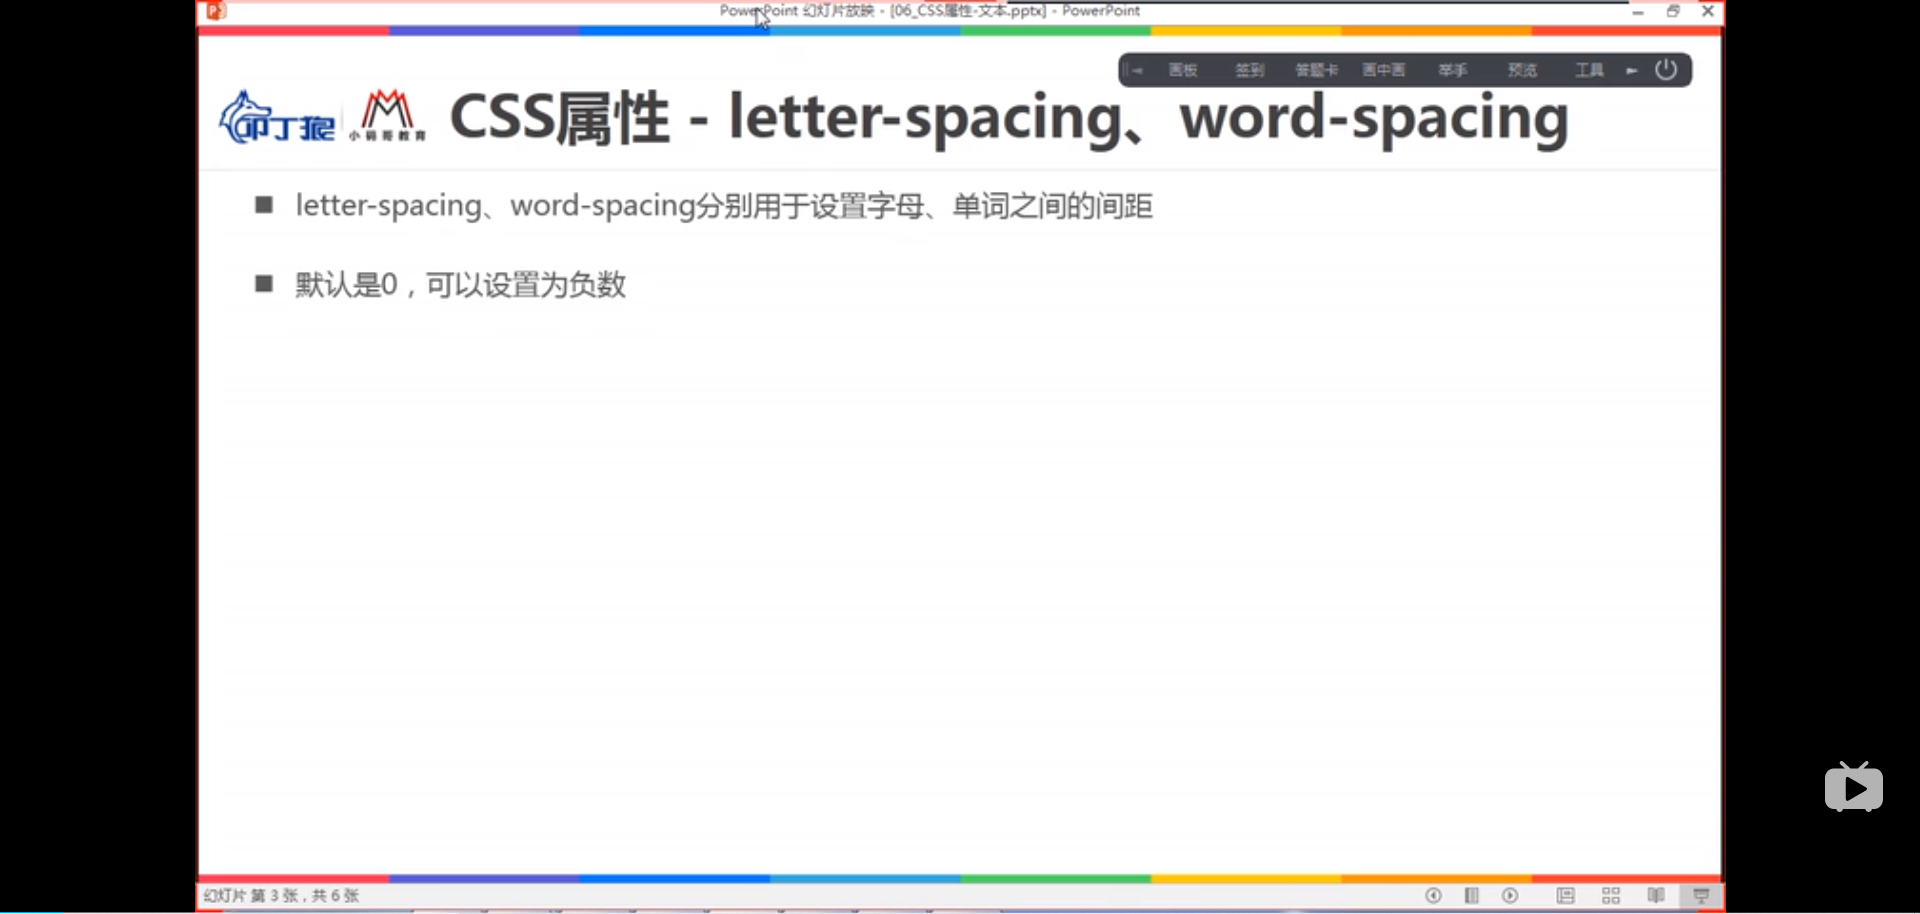 PowerPoint 幻灯片放映 - [06_CSS属性-文本.pptx] - PowerPoint
画板 签到 答题卡 画中画 举手 预览 工具
叩丁狼 小码哥教育 CSS属性 - letter-spacing、word-spacing
letter-spacing、word-spacing分别用于设置字母、单词之间的间距
默认是0，可以设置为负数
幻灯片 第 3 张，共 6 张